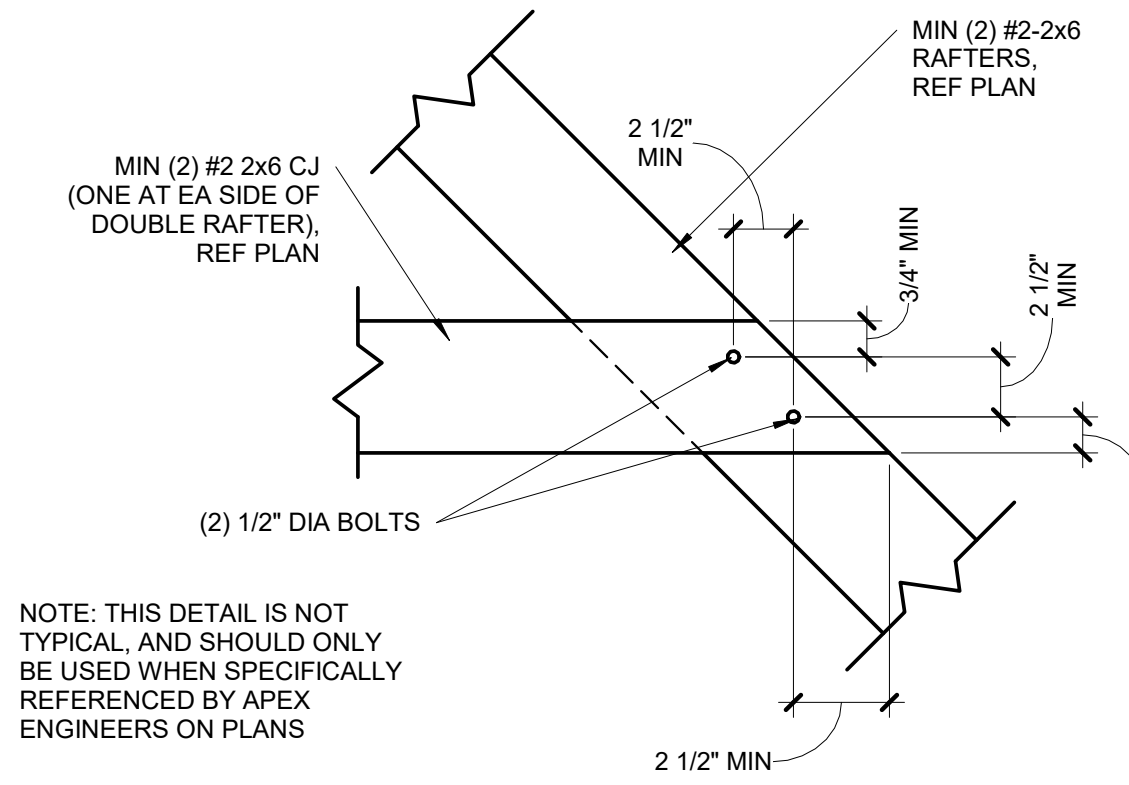 MIN (2) #2-2x6
RAFTERS,
REF PLAN
2 1/2"
MIN
MIN (2) #2 2x6 CJ
(ONE AT EA SIDE OF
DOUBLE RAFTER),
REF PLAN
3/4" MIN
2 1/2"
MIN
(2) 1/2" DIA BOLTS
NOTE: THIS DETAIL IS NOT
TYPICAL, AND SHOULD ONLY
BE USED WHEN SPECIFICALLY
REFERENCED BY APEX
ENGINEERS ON PLANS
2 1/2" MIN